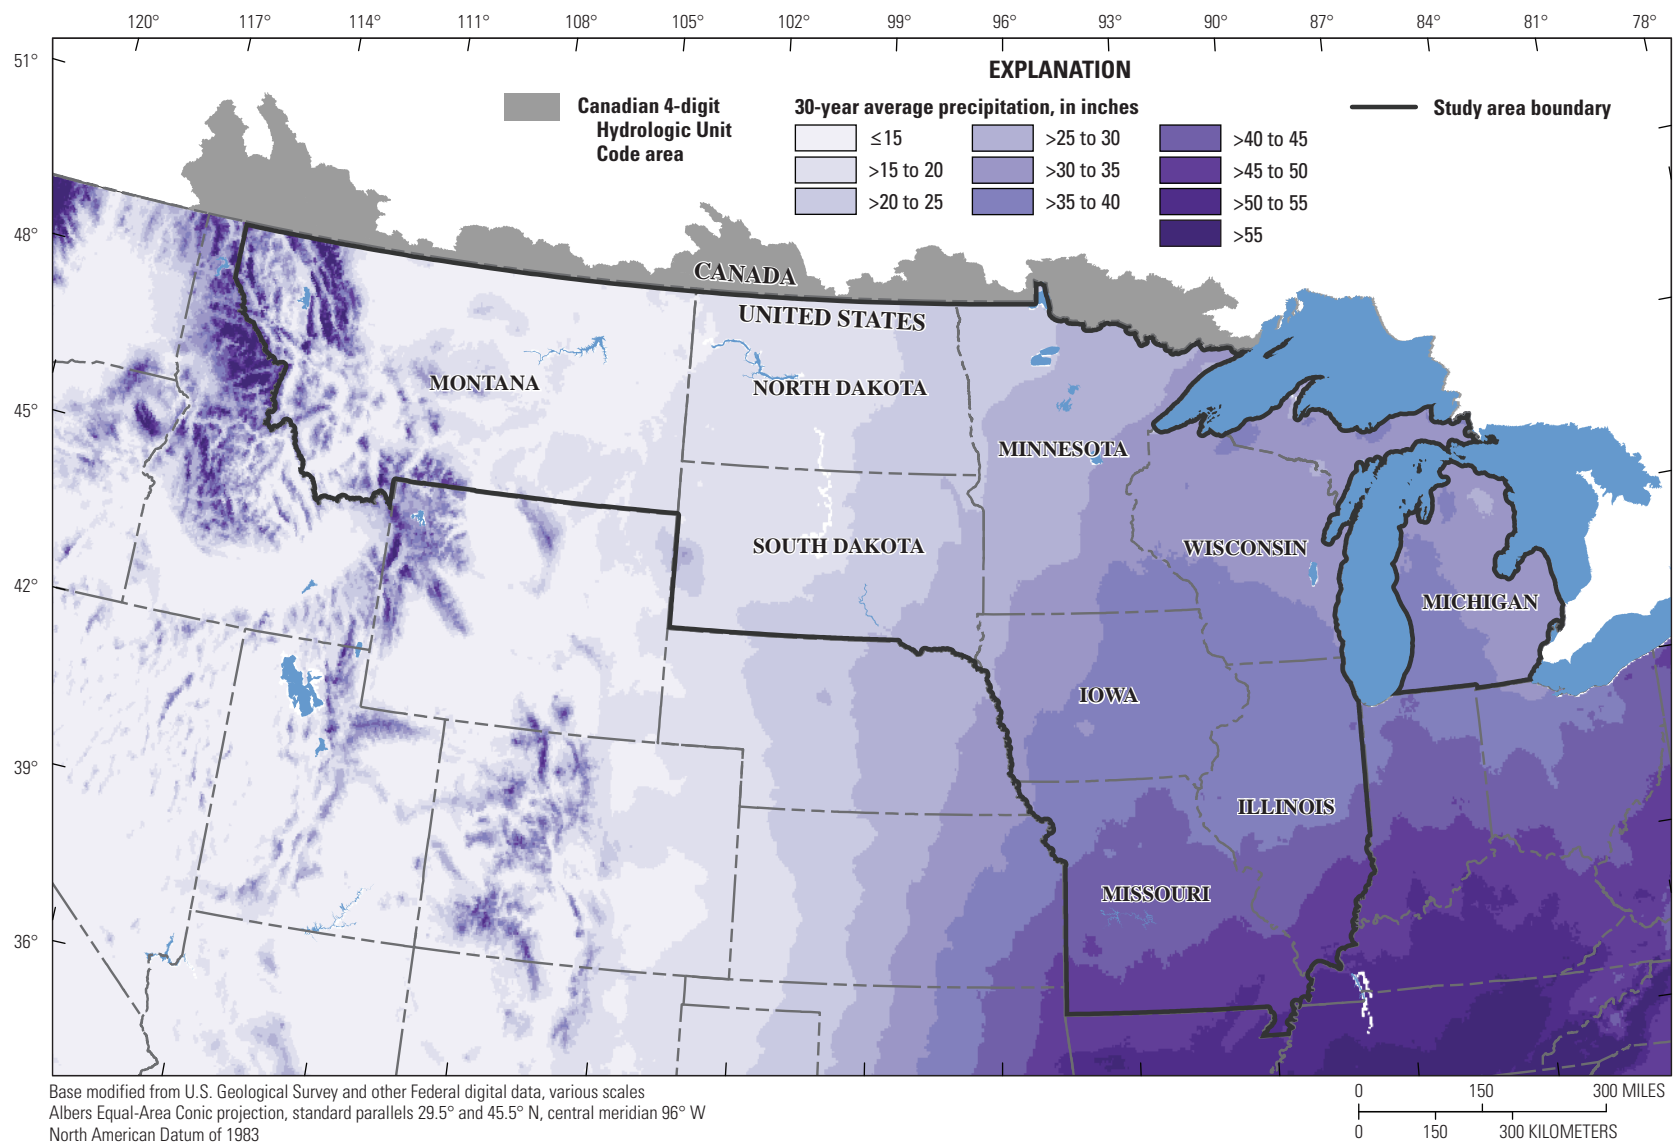 120° 117° 114° 111° 108° 105° 102° 99° 96° 93° 90° 87° 84° 81° 78°
51°
48°
45°
42°
39°
36°
EXPLANATION
Canadian 4-digit
Hydrologic Unit
Code area
30-year average precipitation, in inches
≤15
>15 to 20
>20 to 25
>25 to 30
>30 to 35
>35 to 40
>40 to 45
>45 to 50
>50 to 55
>55
Study area boundary
CANADA
UNITED STATES
MONTANA
NORTH DAKOTA
MINNESOTA
SOUTH DAKOTA
WISCONSIN
MICHIGAN
IOWA
ILLINOIS
MISSOURI
Base modified from U.S. Geological Survey and other Federal digital data, various scales
Albers Equal-Area Conic projection, standard parallels 29.5° and 45.5° N, central meridian 96° W
North American Datum of 1983
0 150 300 MILES
0 150 300 KILOMETERS